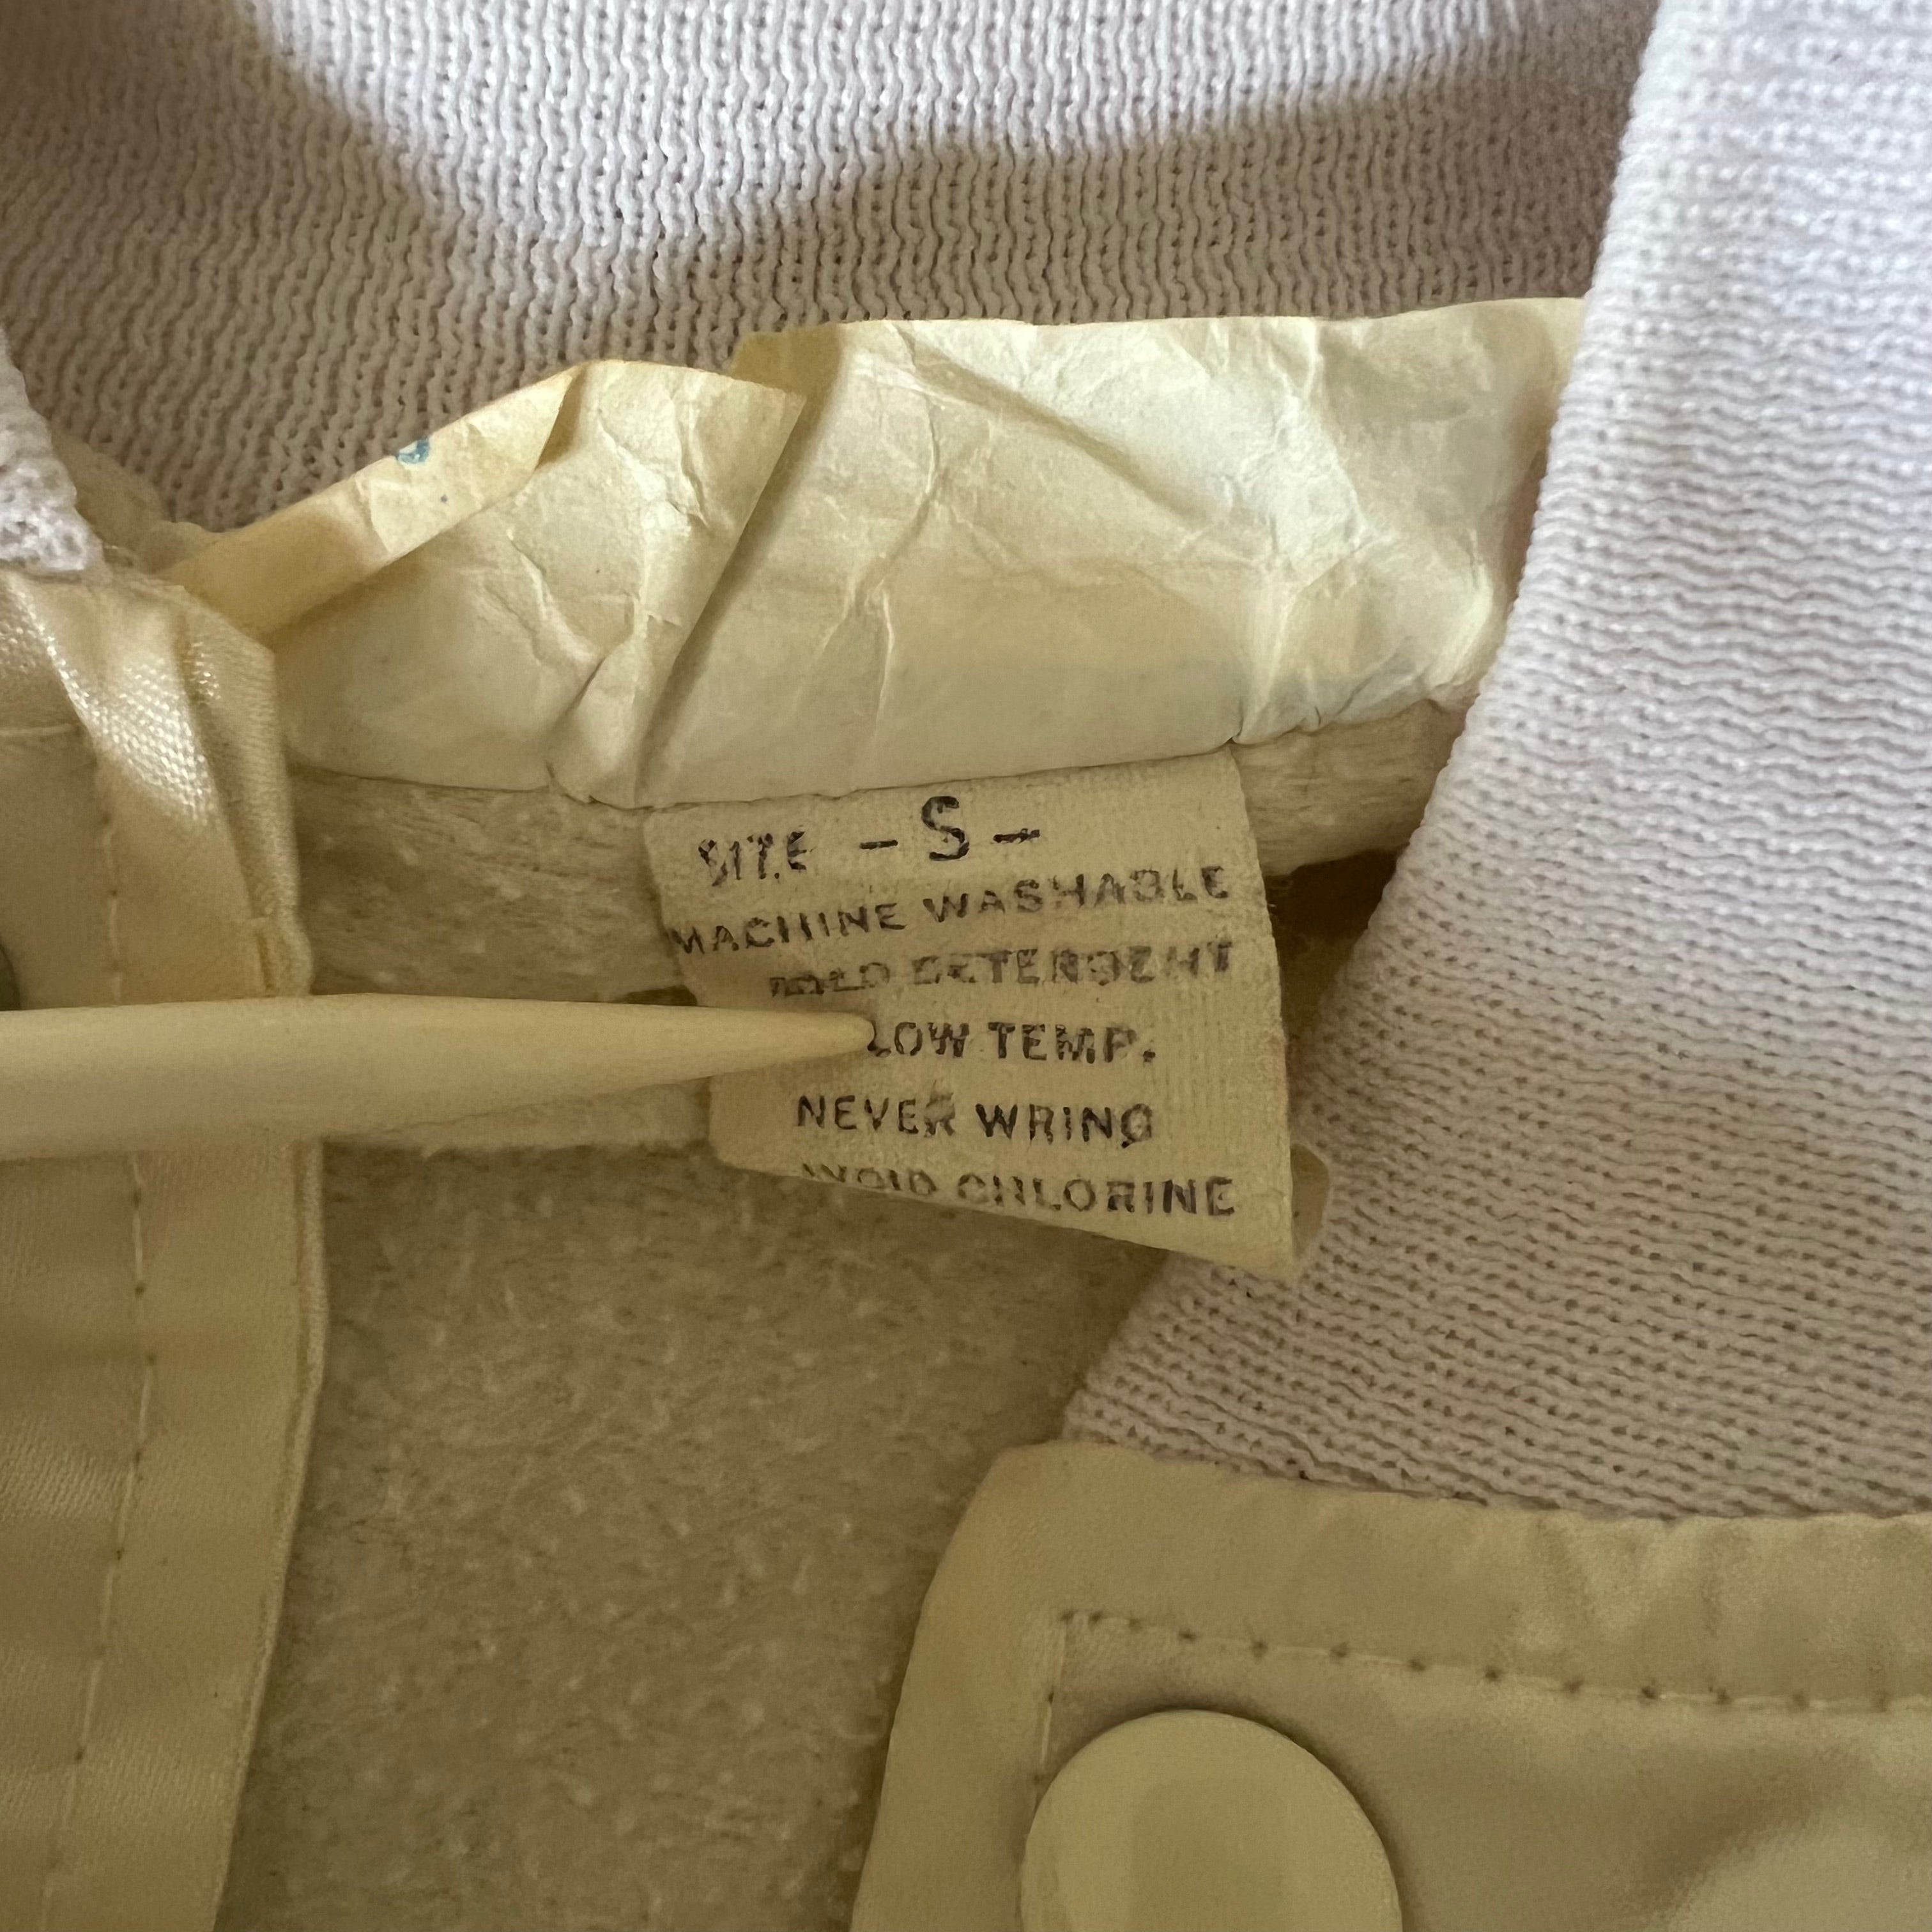 SIZE - S -
MACHINE WASHABLE
MILD DETERGENT
LOW TEMP.
NEVER WRING
AVOID CHLORINE